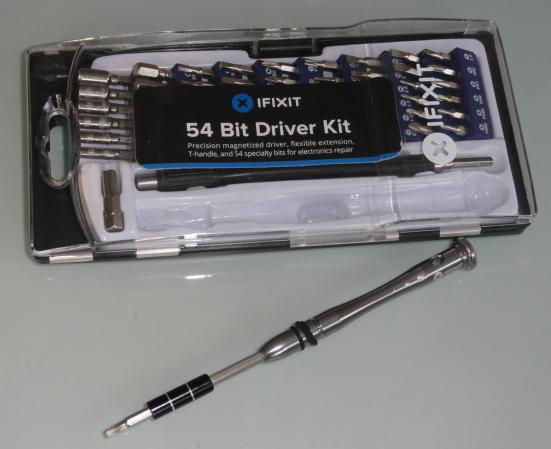 IFIXIT
54 Bit Driver Kit
Precision magnetized driver, flexible extension,
T-handle, and 54 specialty bits for electronics repair
IFIXIT